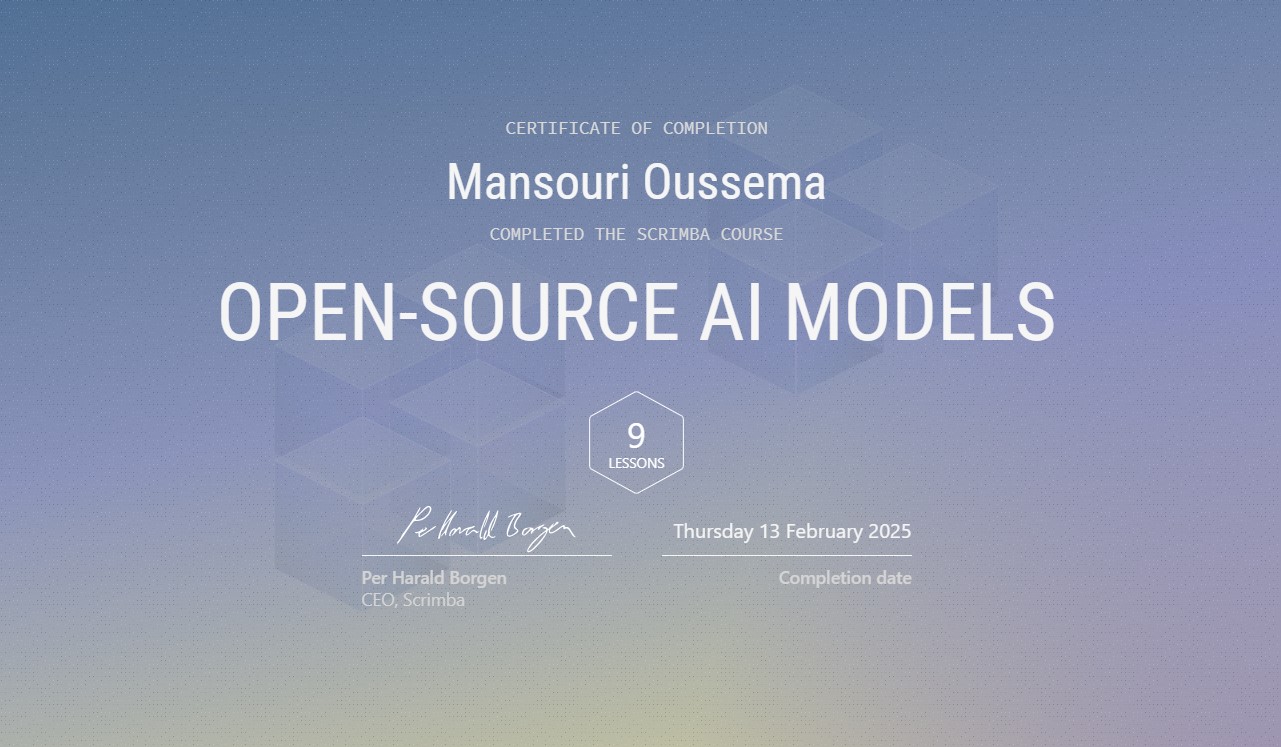 CERTIFICATE OF COMPLETION
Mansouri Oussema
COMPLETED THE SCRIMBA COURSE
OPEN-SOURCE AI MODELS
9
LESSONS
Per Harald Borgen
Thursday 13 February 2025
Per Harald Borgen
Completion date
CEO, Scrimba